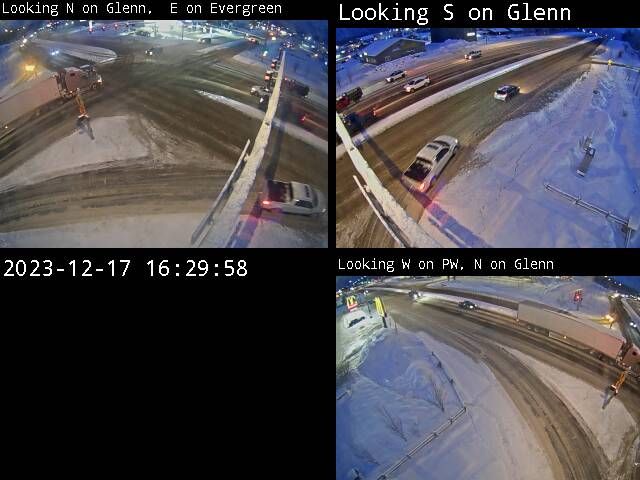 Looking N on Glenn,  E on Evergreen
Looking S on Glenn
2023-12-17 16:29:58
Looking W on PW, N on Glenn